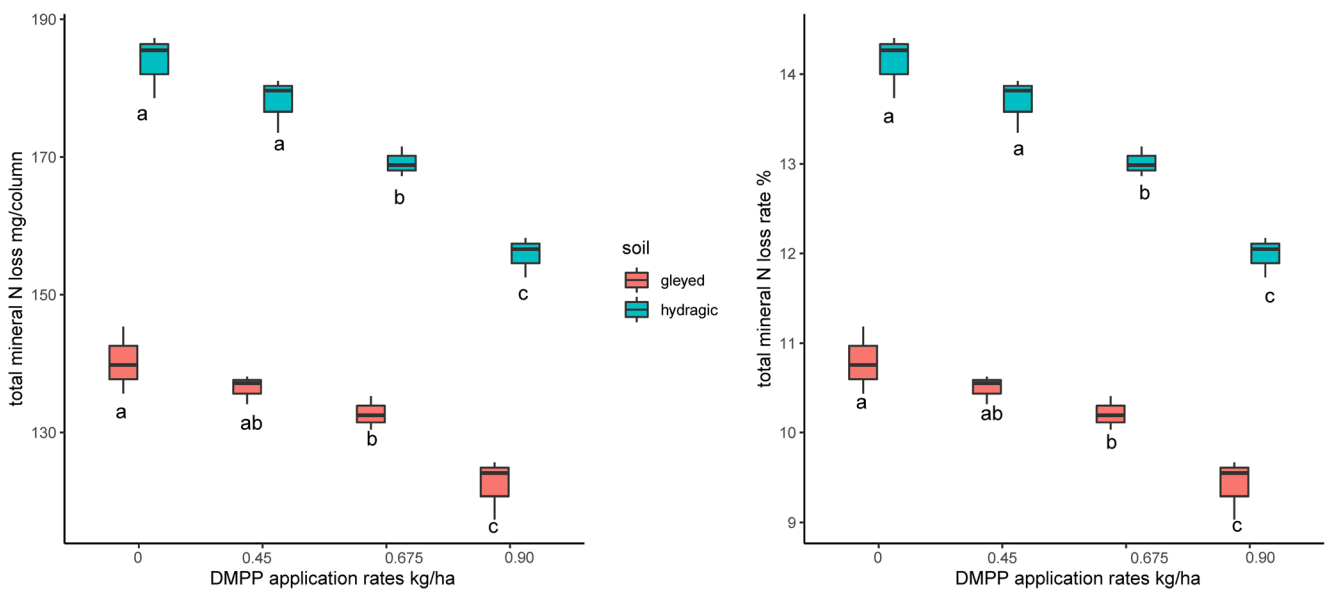 total mineral N loss mg/column
190
170
150
130
a
a
b
c
a
ab
b
c
0
0.45
0.675
0.90
DMPP application rates kg/ha
soil
gleyed
hydragic
total mineral N loss rate %
14
13
12
11
10
9
a
a
b
c
a
ab
b
c
0
0.45
0.675
0.90
DMPP application rates kg/ha